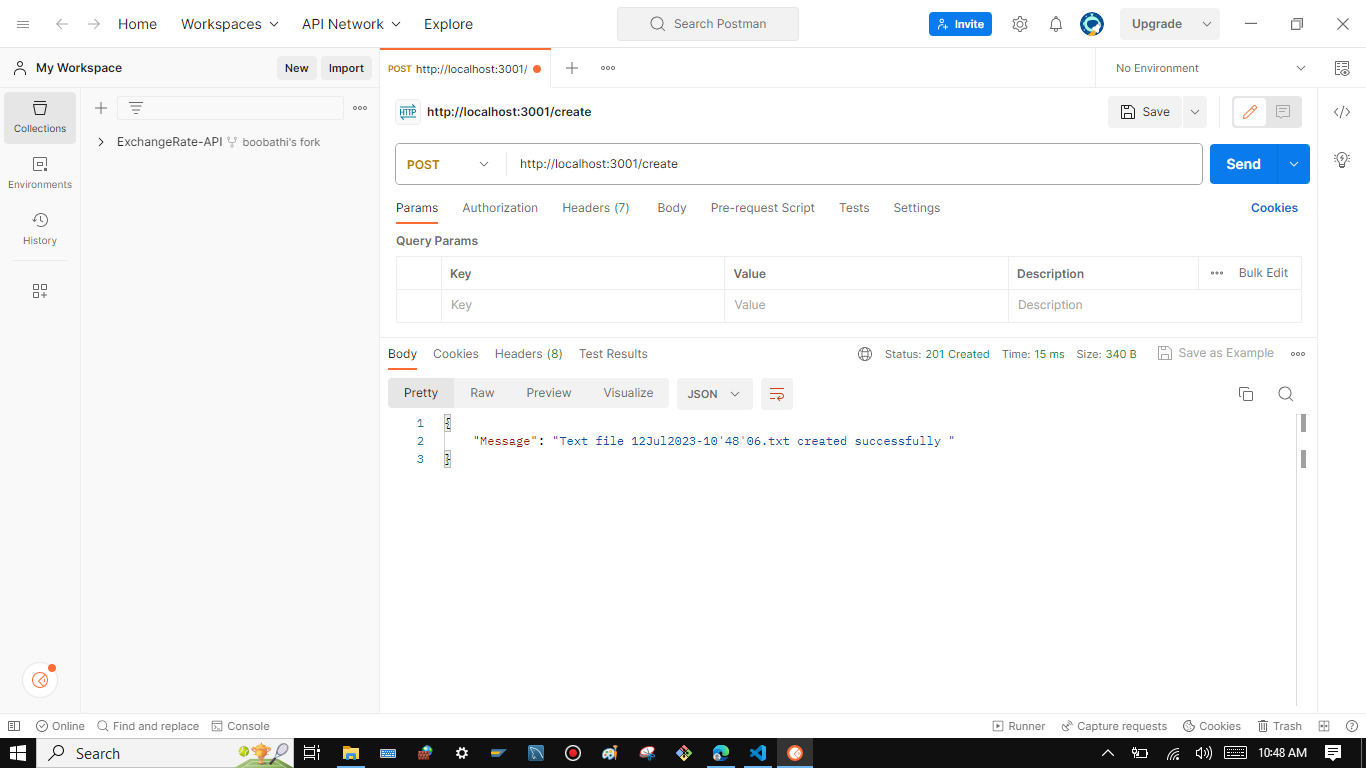 Home Workspaces API Network Explore Search Postman Invite Upgrade
My Workspace New Import POST http://localhost:3001/ No Environment
Collections
ExchangeRate-API boobathi's fork
Environments
History
HTTP http://localhost:3001/create Save
POST http://localhost:3001/create Send
Params Authorization Headers (7) Body Pre-request Script Tests Settings Cookies
Query Params
Key Value Description Bulk Edit
Key Value Description
Body Cookies Headers (8) Test Results Status: 201 Created Time: 15 ms Size: 340 B Save as Example
Pretty Raw Preview Visualize JSON
1 {
2 "Message": "Text file 12Jul2023-10'48'06.txt created successfully "
3 }
Online Find and replace Console Runner Capture requests Cookies Trash
Search 10:48 AM